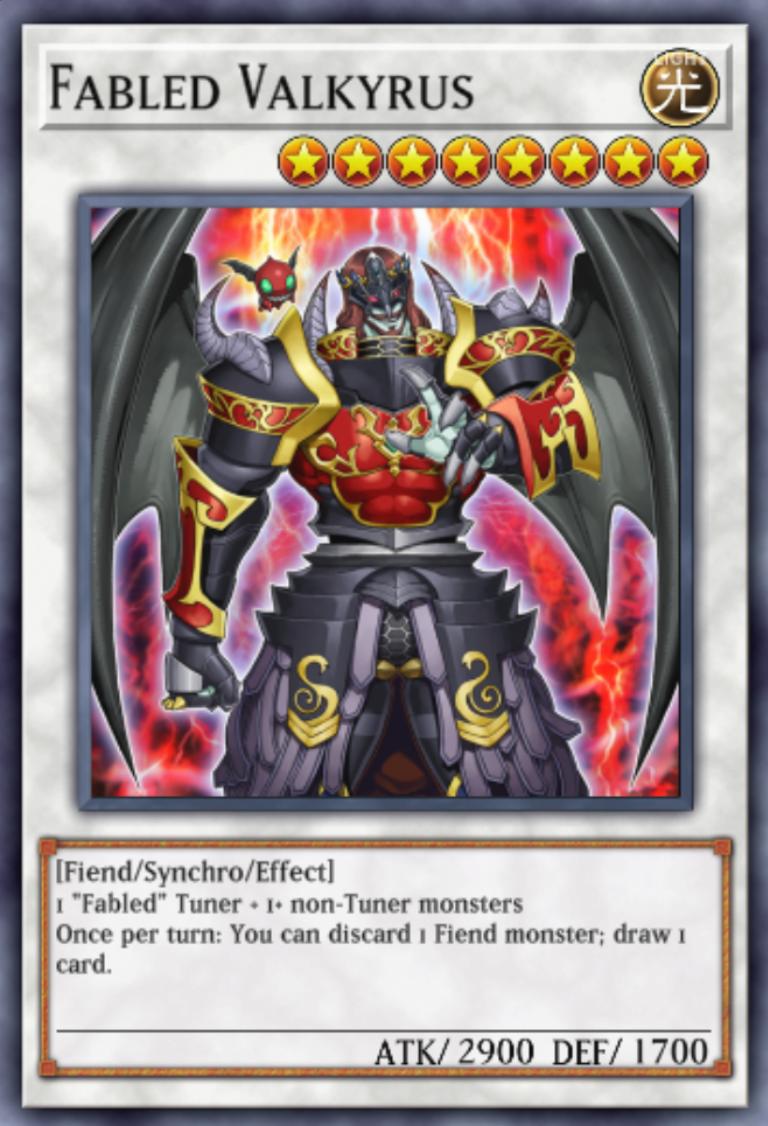 FABLED VALKYRUS
LIGHT
光
[Fiend/Synchro/Effect]
1 "Fabled" Tuner + 1+ non-Tuner monsters
Once per turn: You can discard 1 Fiend monster; draw 1
card.
ATK/ 2900 DEF/ 1700